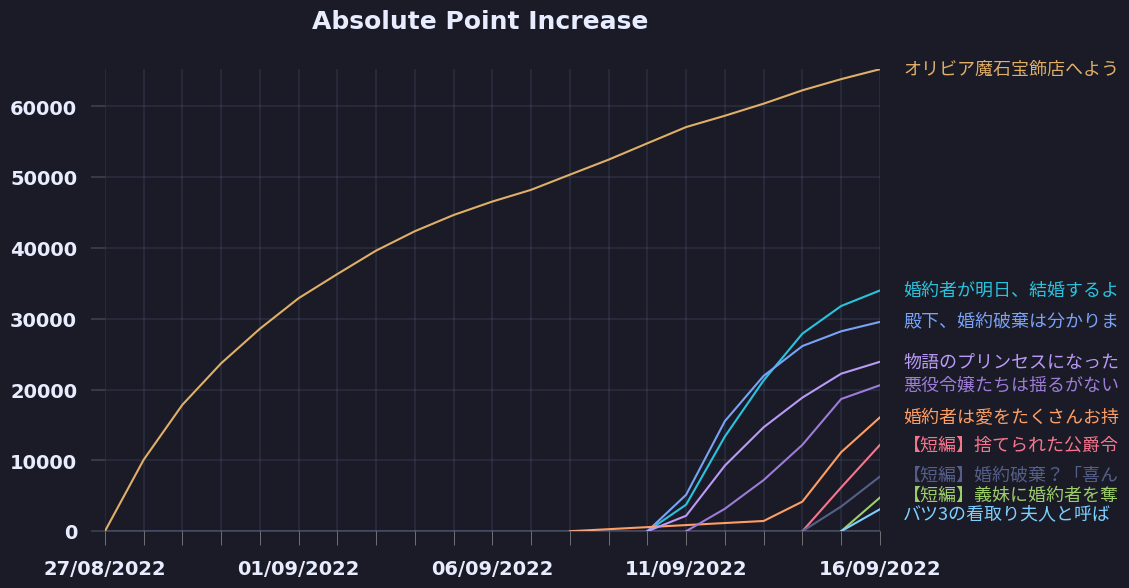 Absolute Point Increase
オリビア魔石宝飾店へよう
60000
50000
40000
30000
20000
10000
0
婚約者が明日、結婚するよ
殿下、婚約破棄は分かりま
物語のプリンセスになった
悪役令嬢たちは揺るがない
婚約者は愛をたくさんお持
【短編】捨てられた公爵令
【短編】婚約破棄？「喜ん
【短編】義妹に婚約者を奪
バツ3の看取り夫人と呼ば
27/08/2022
01/09/2022
06/09/2022
11/09/2022
16/09/2022